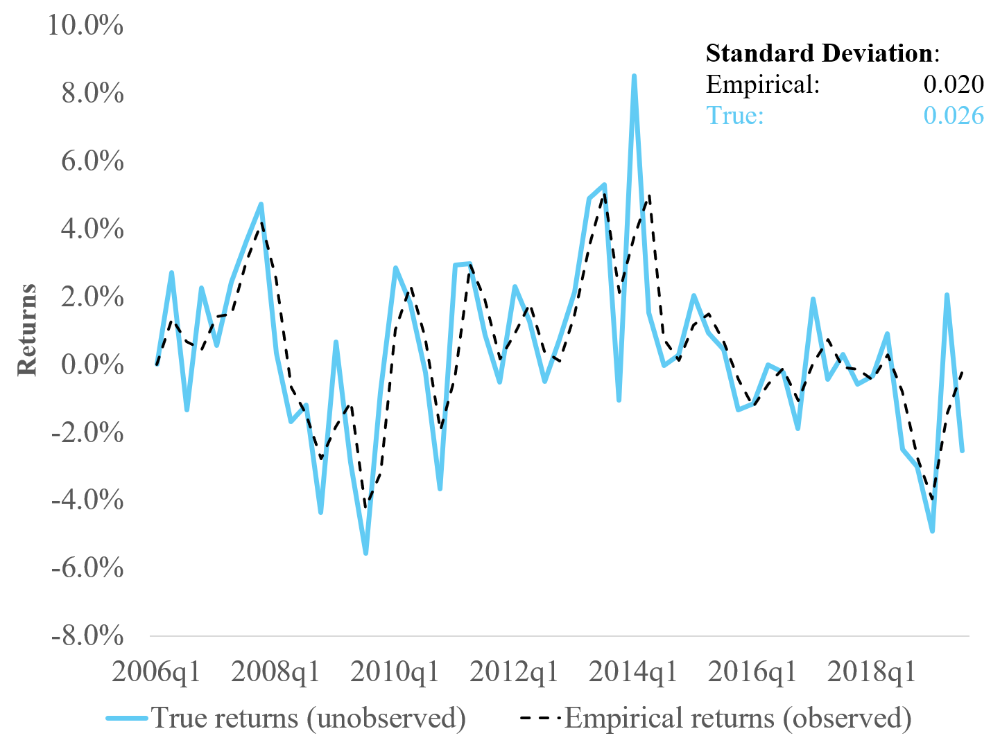 10.0%
8.0%
6.0%
4.0%
2.0%
0.0%
-2.0%
-4.0%
-6.0%
-8.0%
Returns
Standard Deviation:
Empirical: 0.020
True: 0.026
2006q1 2008q1 2010q1 2012q1 2014q1 2016q1 2018q1
True returns (unobserved) Empirical returns (observed)